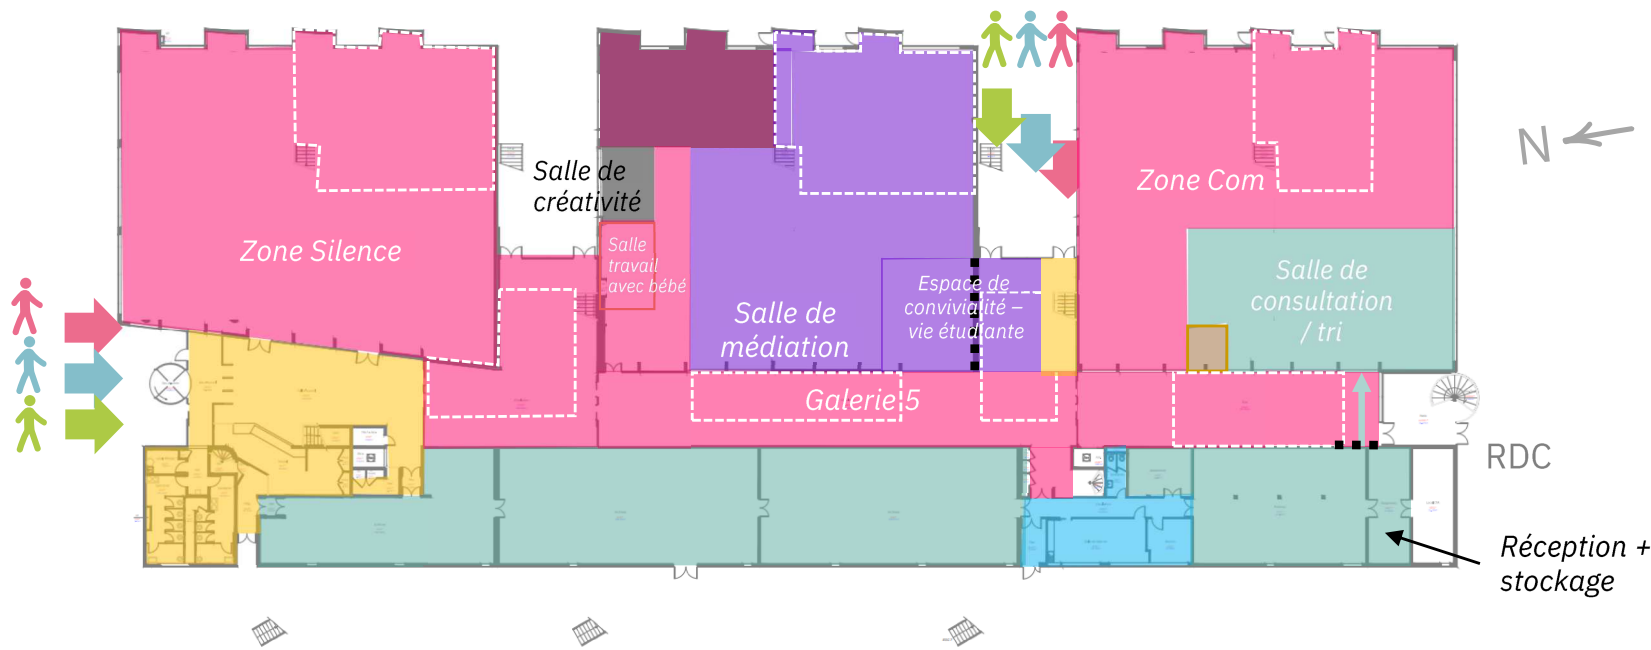 Salle de
créativité
Zone Com
N
Salle
travail
avec bébé
Zone Silence
Salle de
consultation
/ tri
Espace de
convivialité –
vie étudiante
Salle de
médiation
Galerie 5
RDC
Réception +
stockage